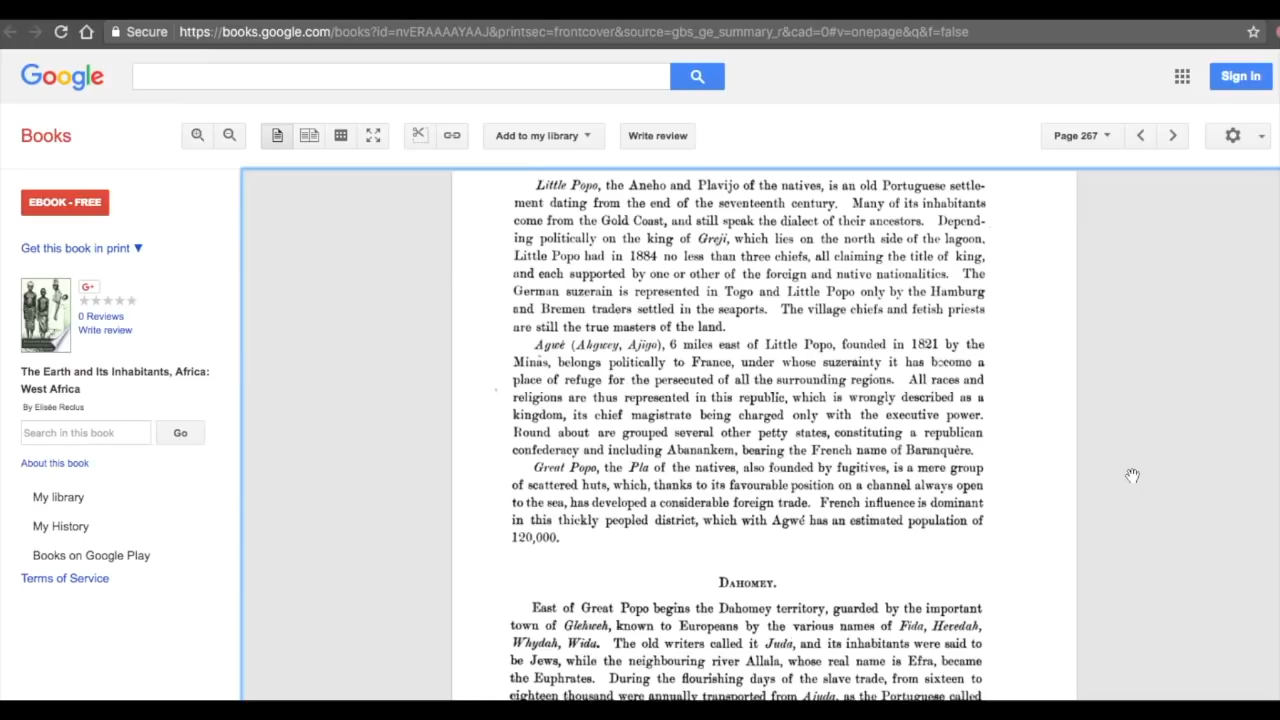 Secure https://books.google.com/books?id=nvERAAAAYAAJ&printsec=frontcover&source=gbs_ge_summary_r&cad=0#v=onepage&q&f=false
Google
Sign in
Books
Add to my library
Write review
Page 267
EBOOK - FREE
Get this book in print ▼
G+
0 Reviews
Write review
The Earth and Its Inhabitants, Africa:
West Africa
By Elisée Reclus
Search in this book
Go
About this book
My library
My History
Books on Google Play
Terms of Service
Little Popo, the Aneho and Plavijo of the natives, is an old Portuguese settle-
ment dating from the end of the seventeenth century. Many of its inhabitants
come from the Gold Coast, and still speak the dialect of their ancestors. Depend-
ing politically on the king of Greji, which lies on the north side of the lagoon,
Little Popo had in 1884 no less than three chiefs, all claiming the title of king,
and each supported by one or other of the foreign and native nationalities. The
German suzerain is represented in Togo and Little Popo only by the Hamburg
and Bremen traders settled in the seaports. The village chiefs and fetish priests
are still the true masters of the land.
Agwé (Ahgwey, Ajigo), 6 miles east of Little Popo, founded in 1821 by the
Minas, belongs politically to France, under whose suzerainty it has become a
place of refuge for the persecuted of all the surrounding regions. All races and
religions are thus represented in this republic, which is wrongly described as a
kingdom, its chief magistrate being charged only with the executive power.
Round about are grouped several other petty states, constituting a republican
confederacy and including Abanankem, bearing the French name of Baranquère.
Great Popo, the Pla of the natives, also founded by fugitives, is a mere group
of scattered huts, which, thanks to its favourable position on a channel always open
to the sea, has developed a considerable foreign trade. French influence is dominant
in this thickly peopled district, which with Agwé has an estimated population of
120,000.
DAHOMEY.
East of Great Popo begins the Dahomey territory, guarded by the important
town of Glehweh, known to Europeans by the various names of Fida, Heredah,
Whydah, Wida. The old writers called it Juda, and its inhabitants were said to
be Jews, while the neighbouring river Allala, whose real name is Efra, became
the Euphrates. During the flourishing days of the slave trade, from sixteen to
eighteen thousand were annually transported from Ajuda, as the Portuguese called